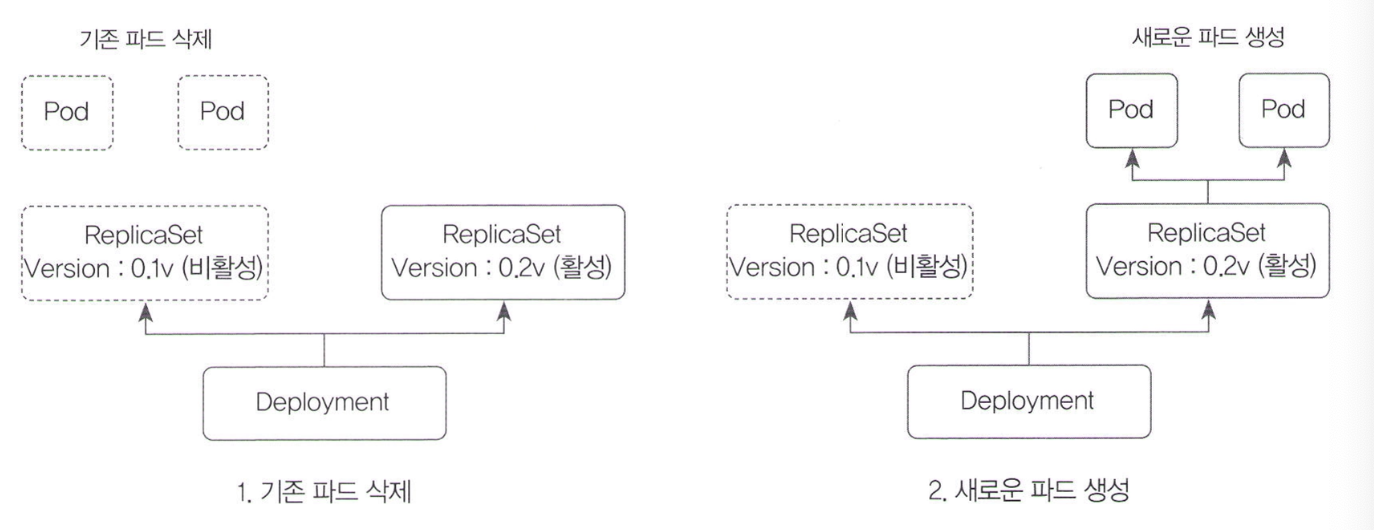 기존 파드 삭제
Pod
Pod
ReplicaSet
Version : 0.1v (비활성)
ReplicaSet
Version : 0.2v (활성)
Deployment
1. 기존 파드 삭제
새로운 파드 생성
Pod
Pod
ReplicaSet
Version : 0.1v (비활성)
ReplicaSet
Version : 0.2v (활성)
Deployment
2. 새로운 파드 생성